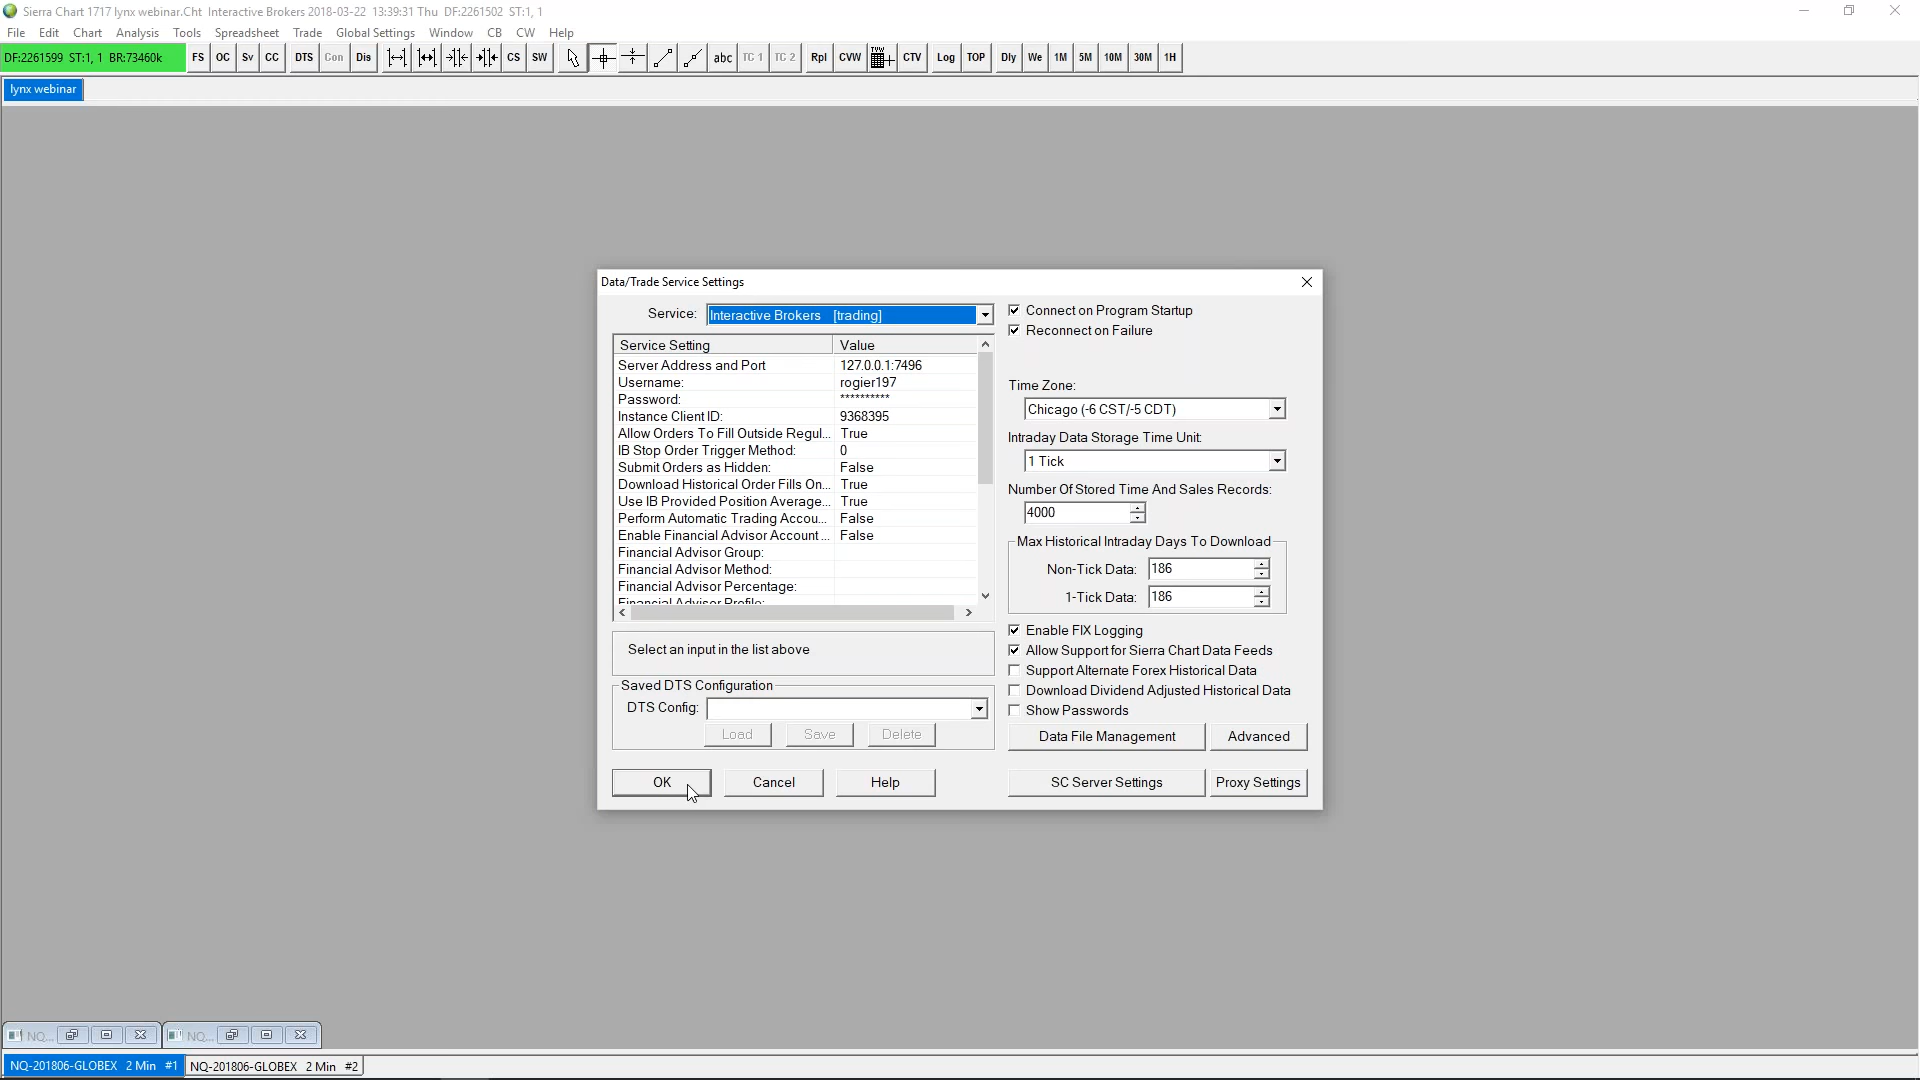 Sierra Chart 1717 lynx webinar.Cht Interactive Brokers 2018-03-22 13:39:31 Thu DF:2261502 ST:1, 1
File Edit Chart Analysis Tools Spreadsheet Trade Global Settings Window CB CW Help
DF:2261599 ST:1, 1 BR:73460k FS OC Sv CC DTS Con Dis CS SW abc TC 1 TC 2 Rpl CVW TVW CTV Log TOP Dly We 1M 5M 10M 30M 1H
lynx webinar
Data/Trade Service Settings
Service: Interactive Brokers [trading]
Service Setting Value
Server Address and Port 127.0.0.1:7496
Username: rogier197
Password: **********
Instance Client ID: 9368395
Allow Orders To Fill Outside Regul... True
IB Stop Order Trigger Method: 0
Submit Orders as Hidden: False
Download Historical Order Fills On... True
Use IB Provided Position Average... True
Perform Automatic Trading Accou... False
Enable Financial Advisor Account ... False
Financial Advisor Group:
Financial Advisor Method:
Financial Advisor Percentage:
Financial Advisor Profile:
Select an input in the list above
Saved DTS Configuration
DTS Config:
Load Save Delete
OK Cancel Help
Connect on Program Startup
Reconnect on Failure
Time Zone:
Chicago (-6 CST/-5 CDT)
Intraday Data Storage Time Unit:
1 Tick
Number Of Stored Time And Sales Records:
4000
Max Historical Intraday Days To Download
Non-Tick Data: 186
1-Tick Data: 186
Enable FIX Logging
Allow Support for Sierra Chart Data Feeds
Support Alternate Forex Historical Data
Download Dividend Adjusted Historical Data
Show Passwords
Data File Management Advanced
SC Server Settings Proxy Settings
NQ... NQ...
NQ-201806-GLOBEX 2 Min #1 NQ-201806-GLOBEX 2 Min #2